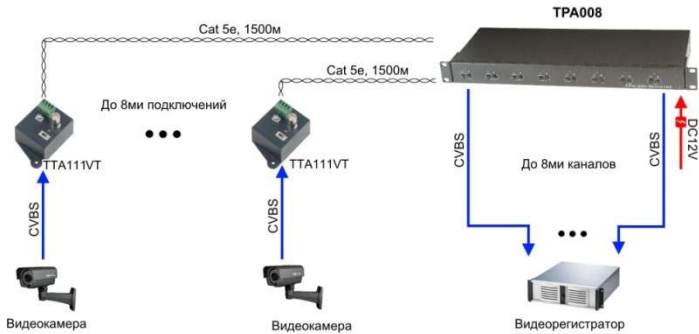 TPA008
Cat 5e, 1500м
Cat 5e, 1500м
До 8ми подключений
TTA111VT
TTA111VT
CVBS
CVBS
CVBS
CVBS
DC12V
До 8ми каналов
Видеокамера
Видеокамера
Видеорегистратор